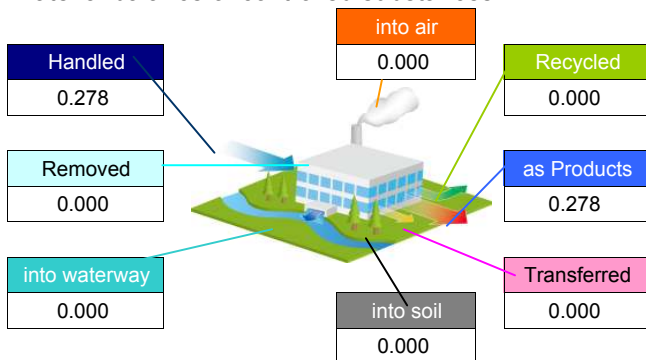 into air
0.000
Handled
0.278
Recycled
0.000
Removed
0.000
as Products
0.278
into waterway
0.000
into soil
0.000
Transferred
0.000